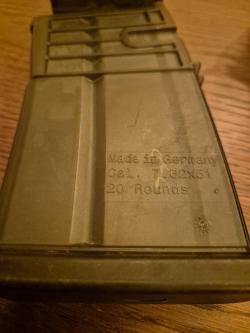 Made in Germany
Cal. 7.62x51
20 Rounds